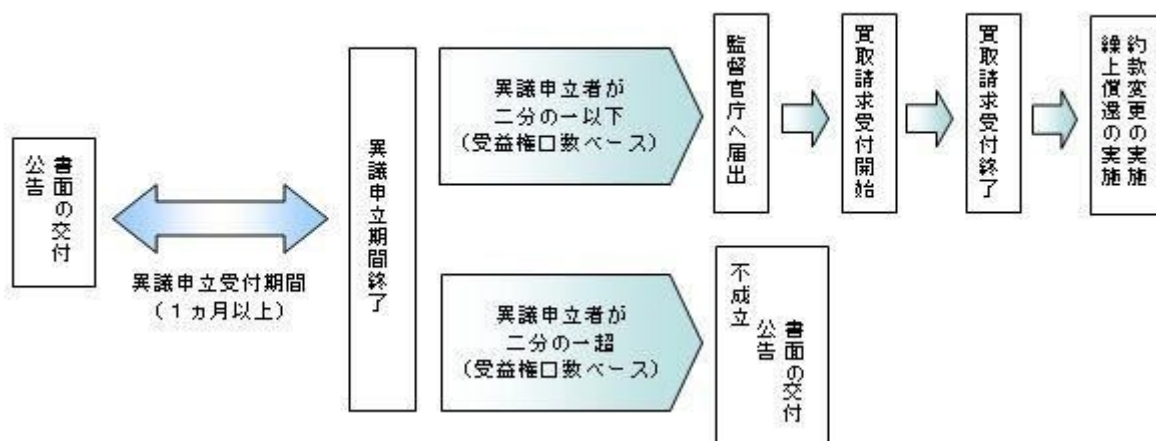 書面の交付
公告
異議申立受付期間
(1ヵ月以上)
異議申立期間終了
異議申立者が
二分の一以下
(受益権口数ベース)
監督官庁へ届出
買取請求受付開始
買取請求受付終了
約款変更の実施
繰上償還の実施
異議申立者が
二分の一超
(受益権口数ベース)
不成立
書面の交付
公告